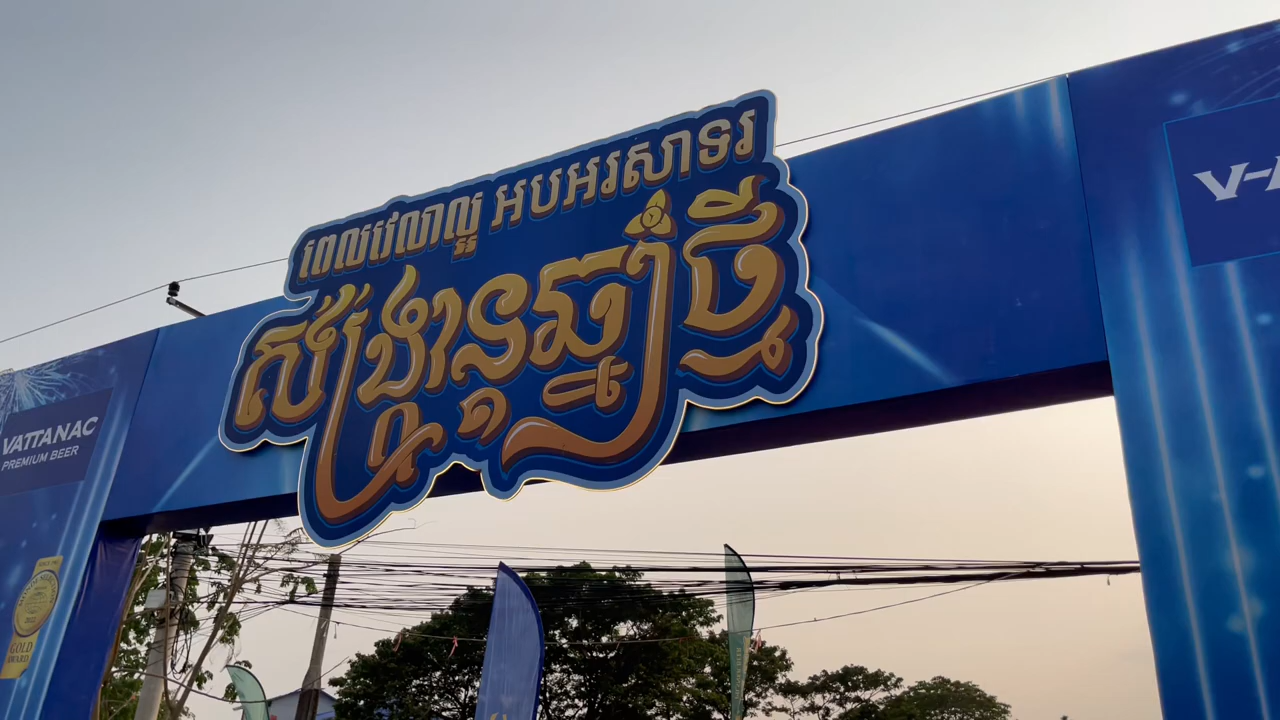 ពេលវេលាល្អ អបអរសាទរ
សង្ក្រាន្តឆ្នាំថ្មី
VATTANAC
PREMIUM BEER
GOLD
AWARD